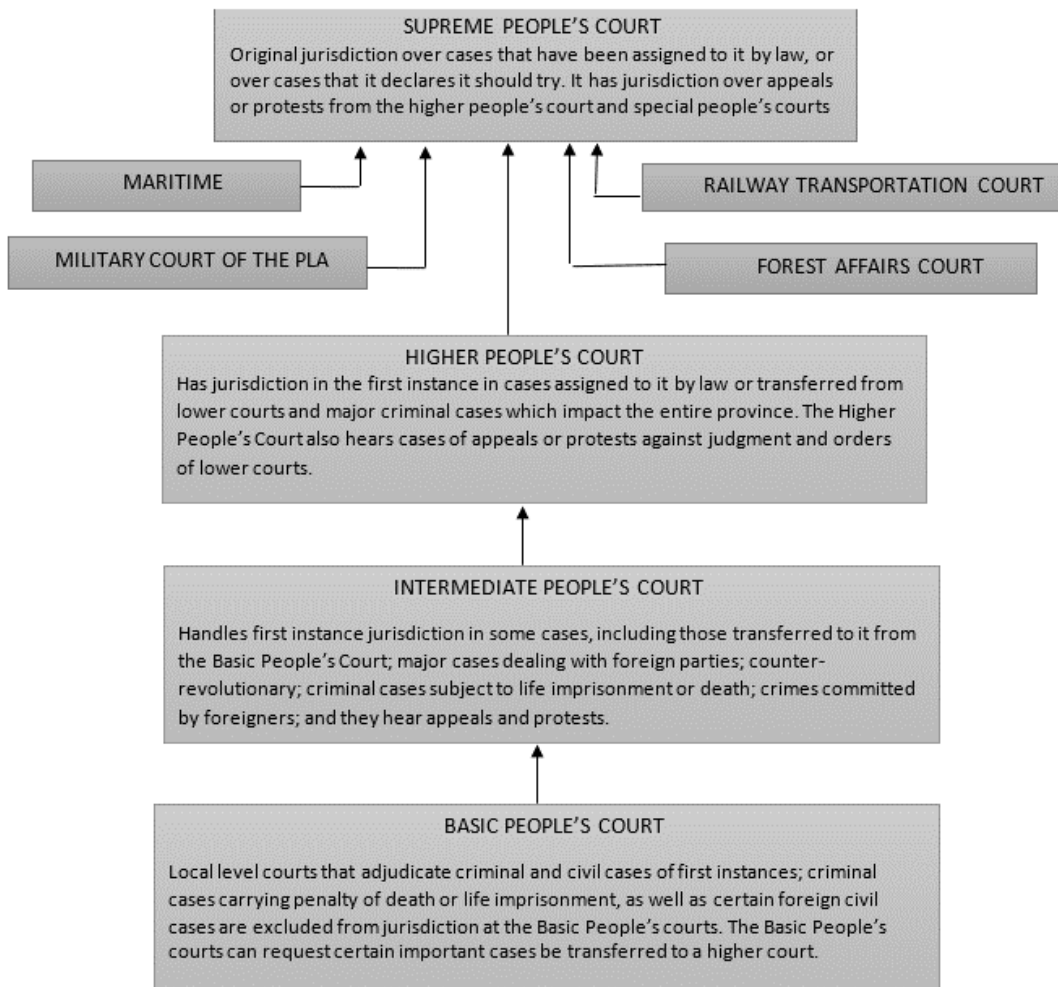 SUPREME PEOPLE'S COURT
Original jurisdiction over cases that have been assigned to it by law, or
over cases that it declares it should try. It has jurisdiction over appeals
or protests from the higher people's court and special people's courts
MARITIME
RAILWAY TRANSPORTATION COURT
MILITARY COURT OF THE PLA
FOREST AFFAIRS COURT
HIGHER PEOPLE'S COURT
Has jurisdiction in the first instance in cases assigned to it by law or transferred from
lower courts and major criminal cases which impact the entire province. The Higher
People's Court also hears cases of appeals or protests against judgment and orders
of lower courts.
INTERMEDIATE PEOPLE'S COURT
Handles first instance jurisdiction in some cases, including those transferred to it from
the Basic People's Court; major cases dealing with foreign parties; counter-
revolutionary; criminal cases subject to life imprisonment or death; crimes committed
by foreigners; and they hear appeals and protests.
BASIC PEOPLE'S COURT
Local level courts that adjudicate criminal and civil cases of first instances; criminal
cases carrying penalty of death or life imprisonment, as well as certain foreign civil
cases are excluded from jurisdiction at the Basic People's courts. The Basic People's
courts can request certain important cases be transferred to a higher court.